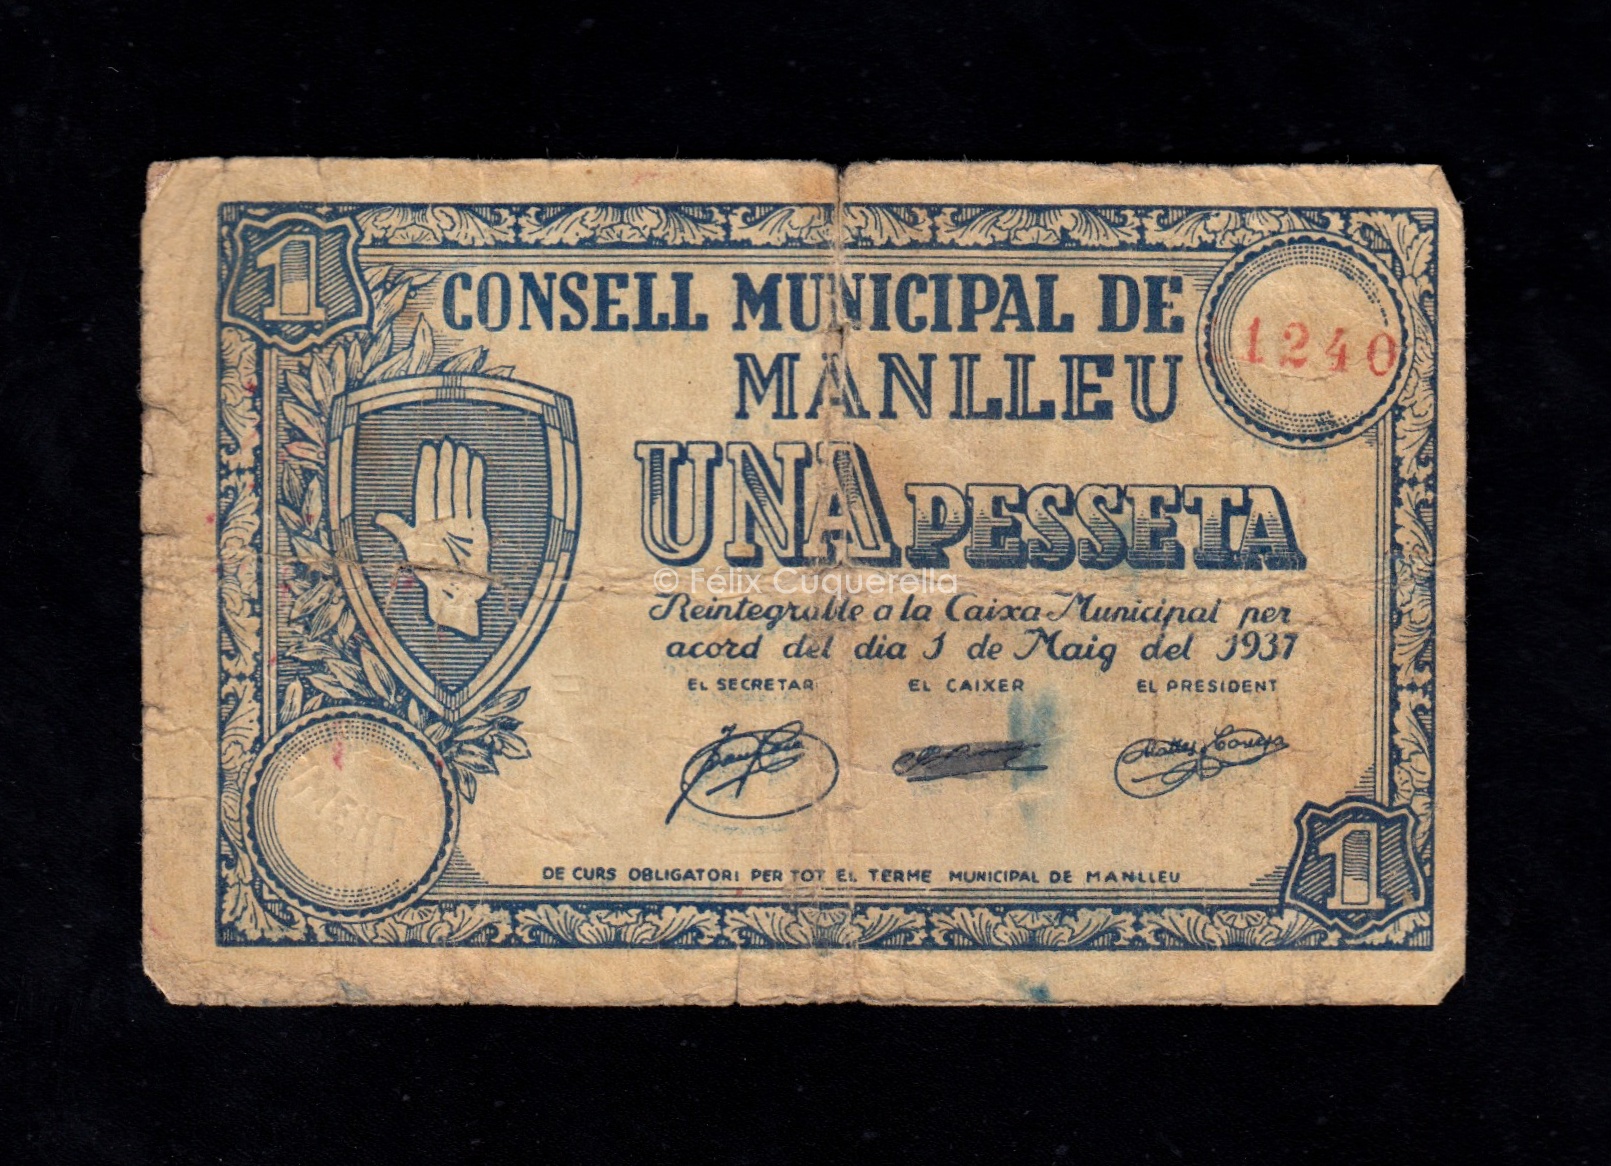 1
CONSELL MUNICIPAL DE
MANLLEU
1240
UNA PESSETA
© Félix Cuquerella
Reintegrable a la Caixa Municipal per
acord del dia 1 de Maig del 1937
EL SECRETARI EL CAIXER EL PRESIDENT
DE CURS OBLIGATORI PER TOT EL TERME MUNICIPAL DE MANLLEU
1